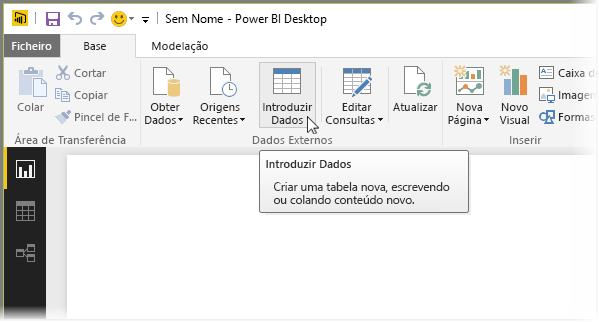 Sem Nome - Power BI Desktop
Ficheiro Base Modelação
Colar
Cortar
Copiar
Pincel de F...
Área de Transferência
Obter
Dados
Origens
Recentes
Introduzir
Dados
Editar
Consultas
Atualizar
Dados Externos
Nova
Página
Novo
Visual
Caixa d
Imagem
Formas
Inserir
Introduzir Dados
Criar uma tabela nova, escrevendo
ou colando conteúdo novo.